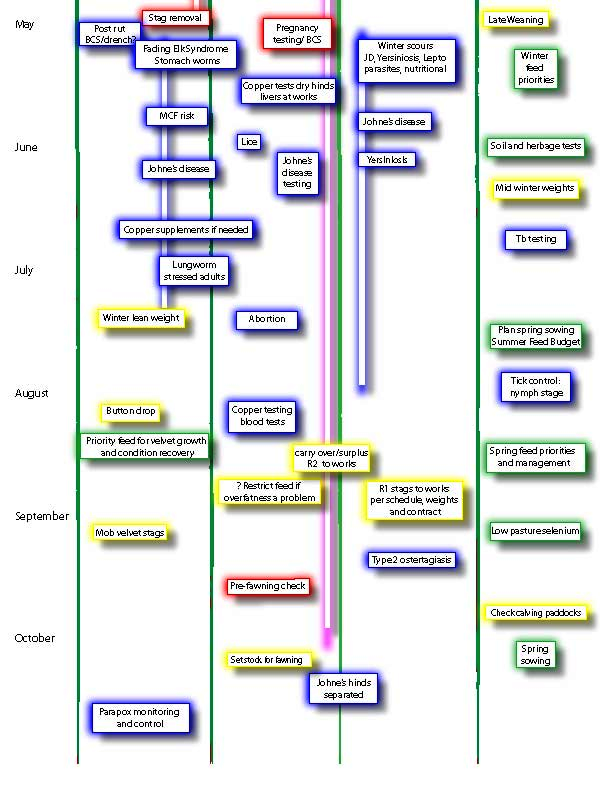 May
Stag removal
Post rut
BCS/drench?
Fading Elk Syndrome
Stomach worms
Pregnancy
testing/ BCS
Winter scours
JD, Yersiniosis, Lepto
parasites, nutritional
Late Weaning
Winter
feed
priorities
Copper tests dry hinds
livers at works
MCF risk
Johne's disease
June
Lice
Johne's disease
Johne's
disease
testing
Yersiniosis
Soil and herbage tests
Mid winter weights
Copper supplements if needed
Tb testing
July
Lungworm
stressed adults
Winter lean weight
Abortion
Plan spring sowing
Summer Feed Budget
August
Tick control:
nymph stage
Button drop
Copper testing
blood tests
Priority feed for velvet growth
and condition recovery
carry over/surplus
R2 to works
Spring feed priorities
and management
? Restrict feed if
overfatness a problem
R1 stags to works
per schedule, weights
and contract
September
Mob velvet stags
Low pasture selenium
Type 2 ostertagiasis
Pre-fawning check
Check calving paddocks
October
Set stock for fawning
Spring
sowing
Johne's hinds
separated
Parapox monitoring
and control